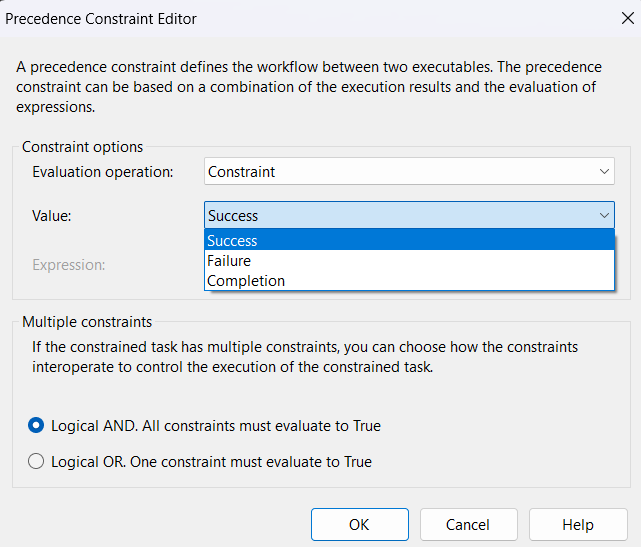 Precedence Constraint Editor
A precedence constraint defines the workflow between two executables. The precedence
constraint can be based on a combination of the execution results and the evaluation of
expressions.
Constraint options
Evaluation operation: Constraint
Value: Success
Success
Failure
Expression:
Completion
Multiple constraints
If the constrained task has multiple constraints, you can choose how the constraints
interoperate to control the execution of the constrained task.
Logical AND. All constraints must evaluate to True
Logical OR. One constraint must evaluate to True
OK Cancel Help